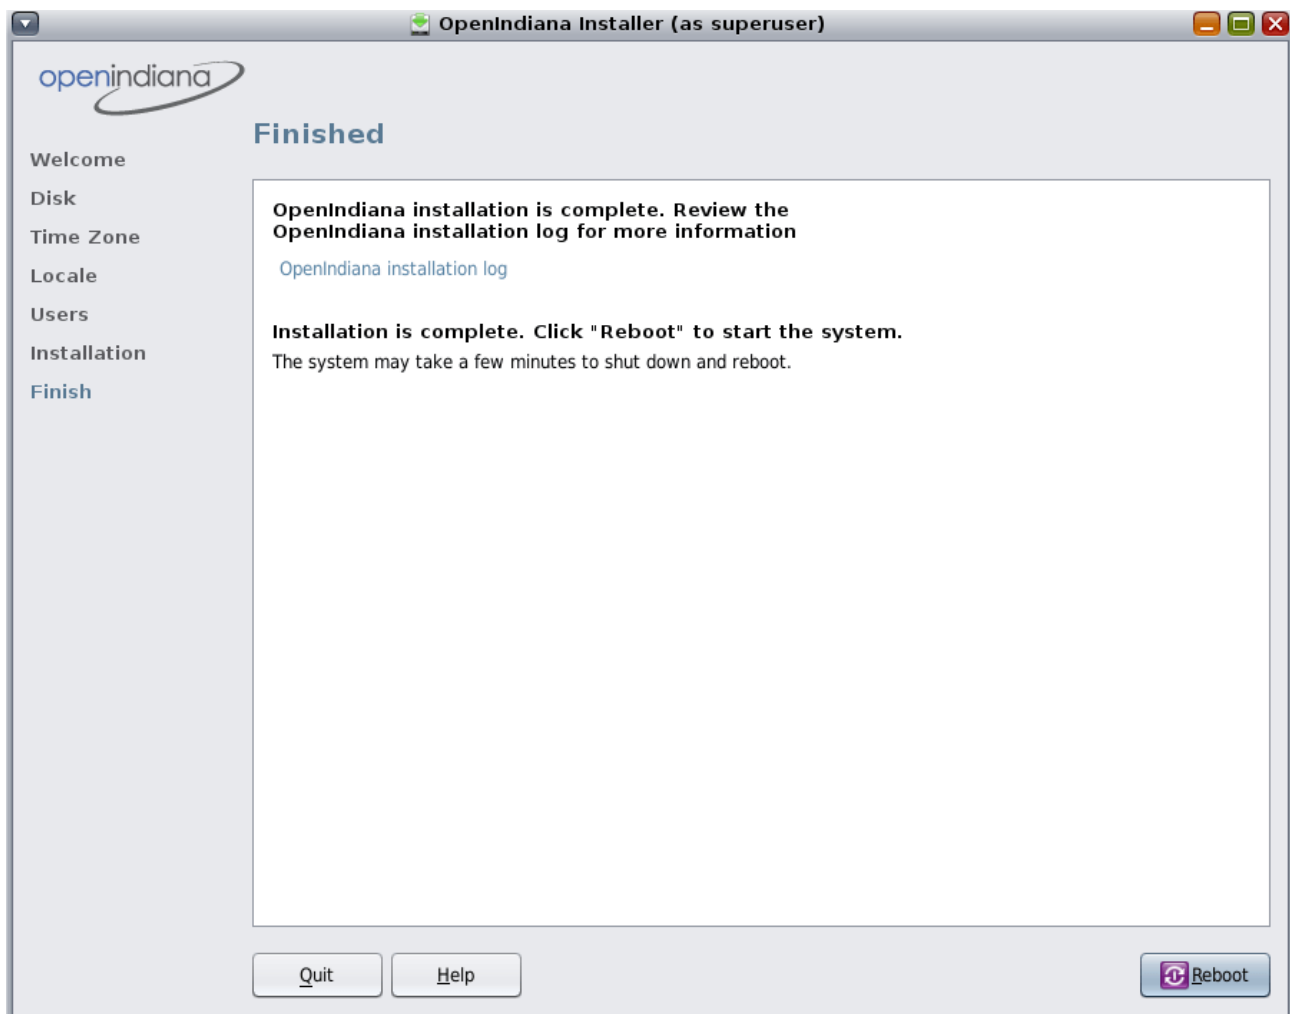 OpenIndiana Installer (as superuser)
openindiana
Finished
Welcome
Disk
Time Zone
Locale
Users
Installation
Finish
OpenIndiana installation is complete. Review the
OpenIndiana installation log for more information
OpenIndiana installation log
Installation is complete. Click "Reboot" to start the system.
The system may take a few minutes to shut down and reboot.
Quit
Help
Reboot